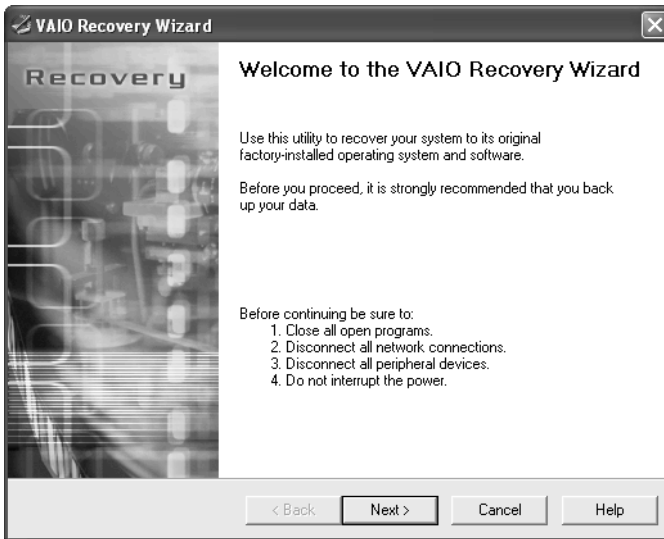 VAIO Recovery Wizard
Recovery
Welcome to the VAIO Recovery Wizard
Use this utility to recover your system to its original
factory-installed operating system and software.
Before you proceed, it is strongly recommended that you back
up your data.
Before continuing be sure to:
1. Close all open programs.
2. Disconnect all network connections.
3. Disconnect all peripheral devices.
4. Do not interrupt the power.
< Back
Next >
Cancel
Help